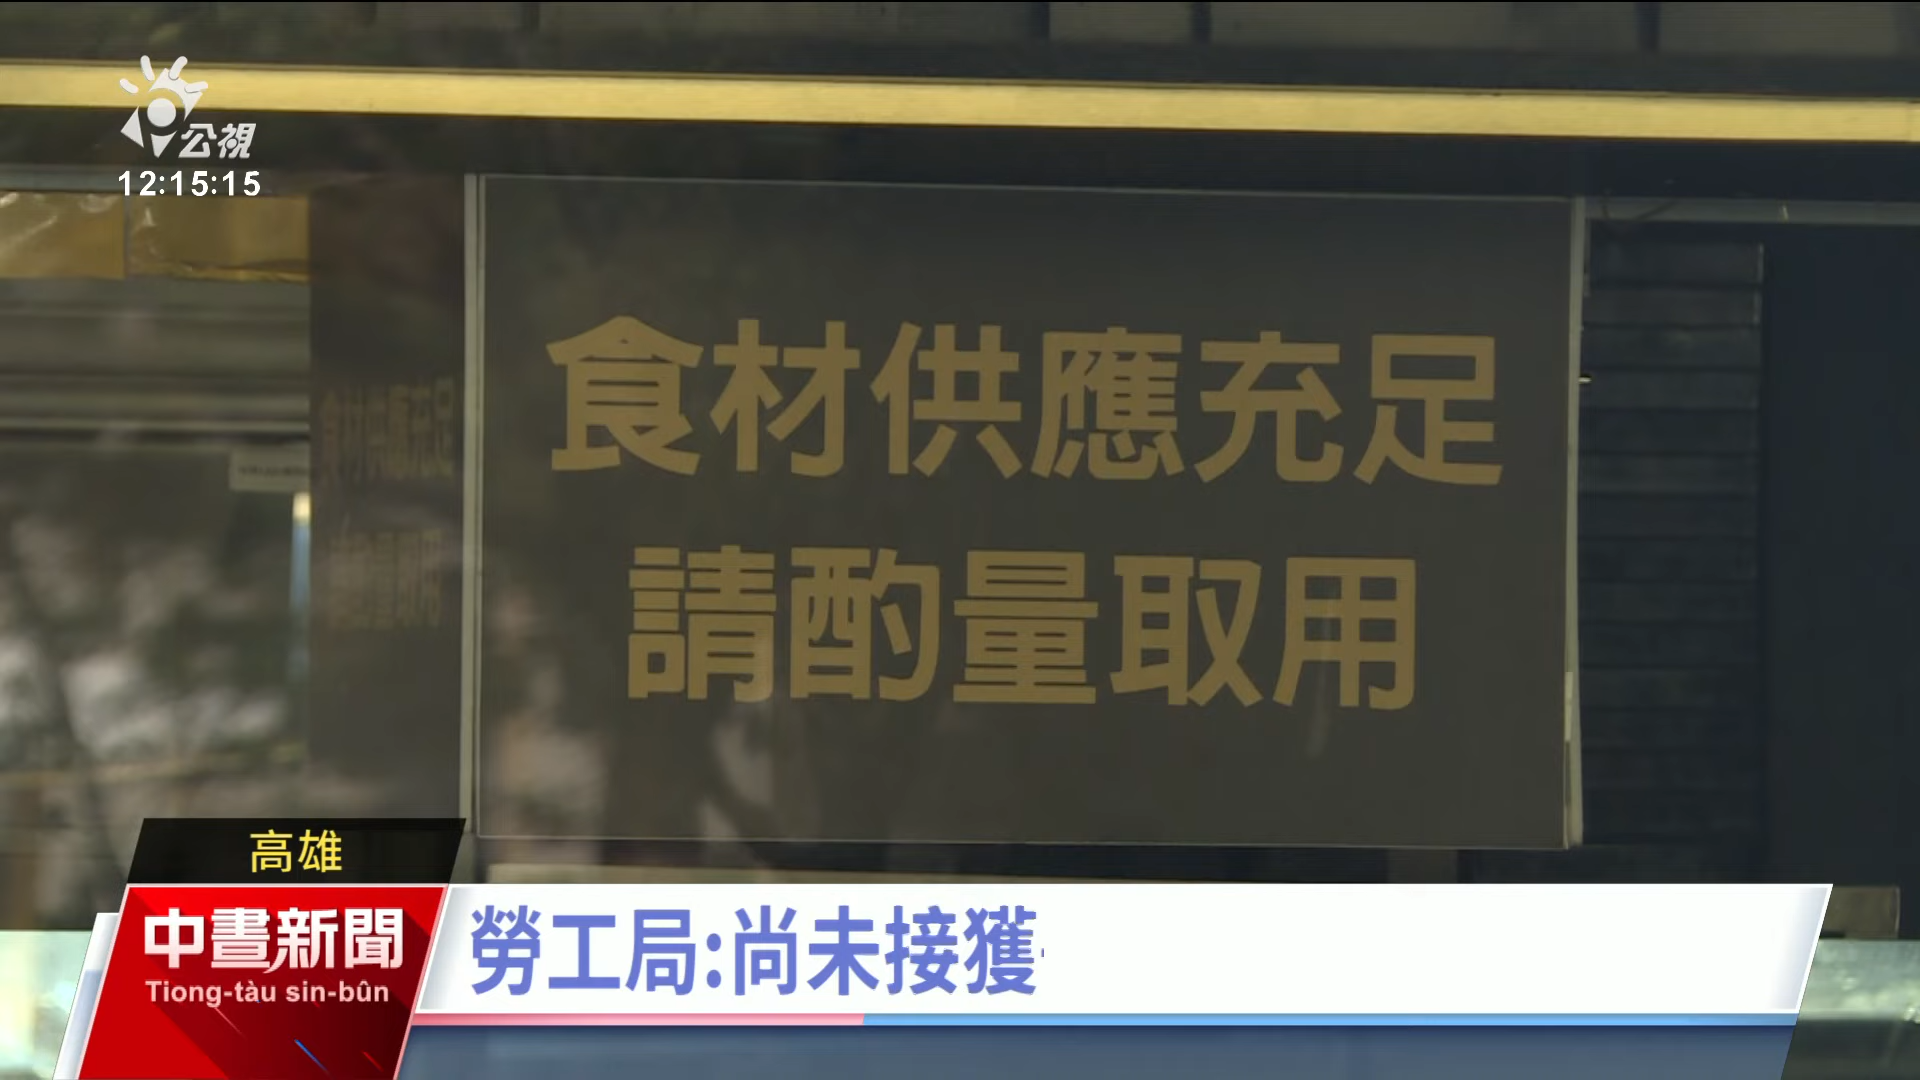 公視
12:15:15
食材供應充足
請酌量取用
高雄
中晝新聞
Tiong-tàu sin-bûn
勞工局:尚未接獲